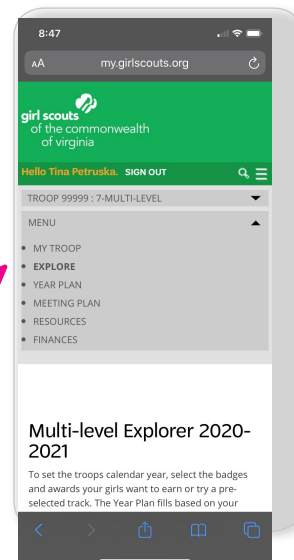 8:47
AA my.girlscouts.org
girl scouts
of the commonwealth
of virginia
Hello Tina Petruska. SIGN OUT
TROOP 99999 : 7-MULTI-LEVEL
MENU
MY TROOP
EXPLORE
YEAR PLAN
MEETING PLAN
RESOURCES
FINANCES
Multi-level Explorer 2020-
2021
To set the troops calendar year, select the badges
and awards your girls want to earn or try a pre-
selected track. The Year Plan fills based on your